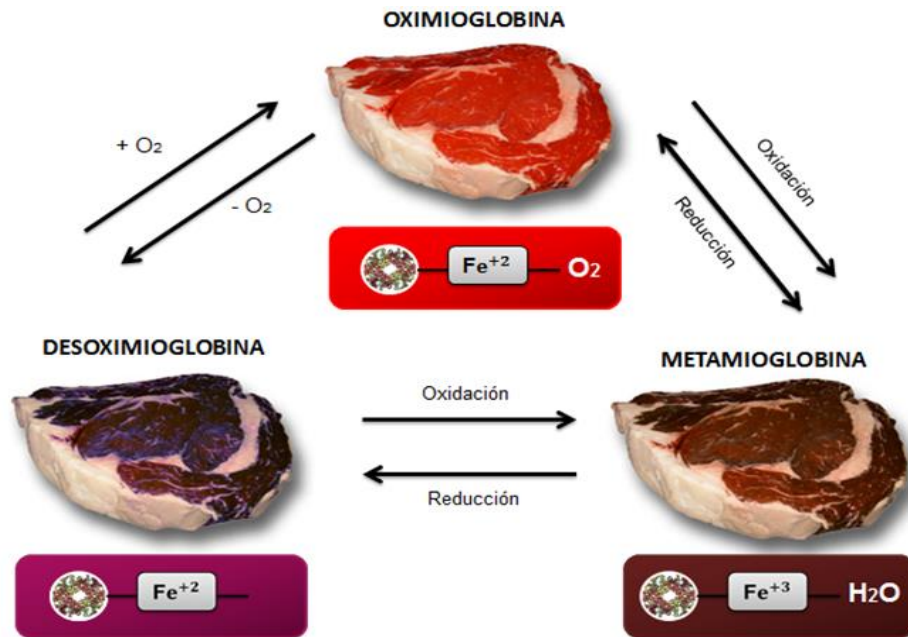 OXIMIOGLOBINA
+ O₂
- O₂
Oxidación
Reducción
Fe⁺² O₂
DESOXIMIOGLOBINA
METAMIOGLOBINA
Oxidación
Reducción
Fe⁺²
Fe⁺³ H₂O